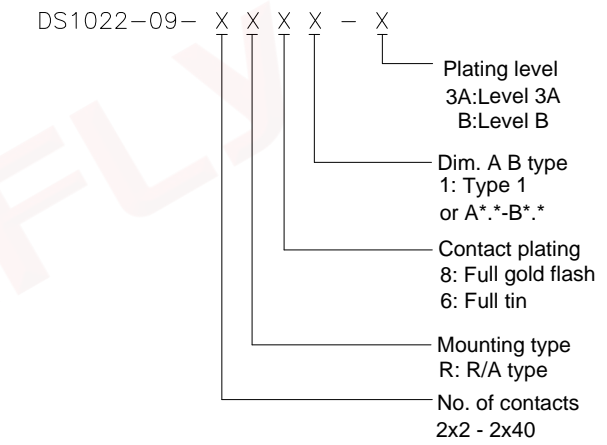 DS1022-09- X X X X - X
Plating level
3A:Level 3A
B:Level B
Dim. A B type
1: Type 1
or A*.*-B*.*
Contact plating
8: Full gold flash
6: Full tin
Mounting type
R: R/A type
No. of contacts
2x2 - 2x40